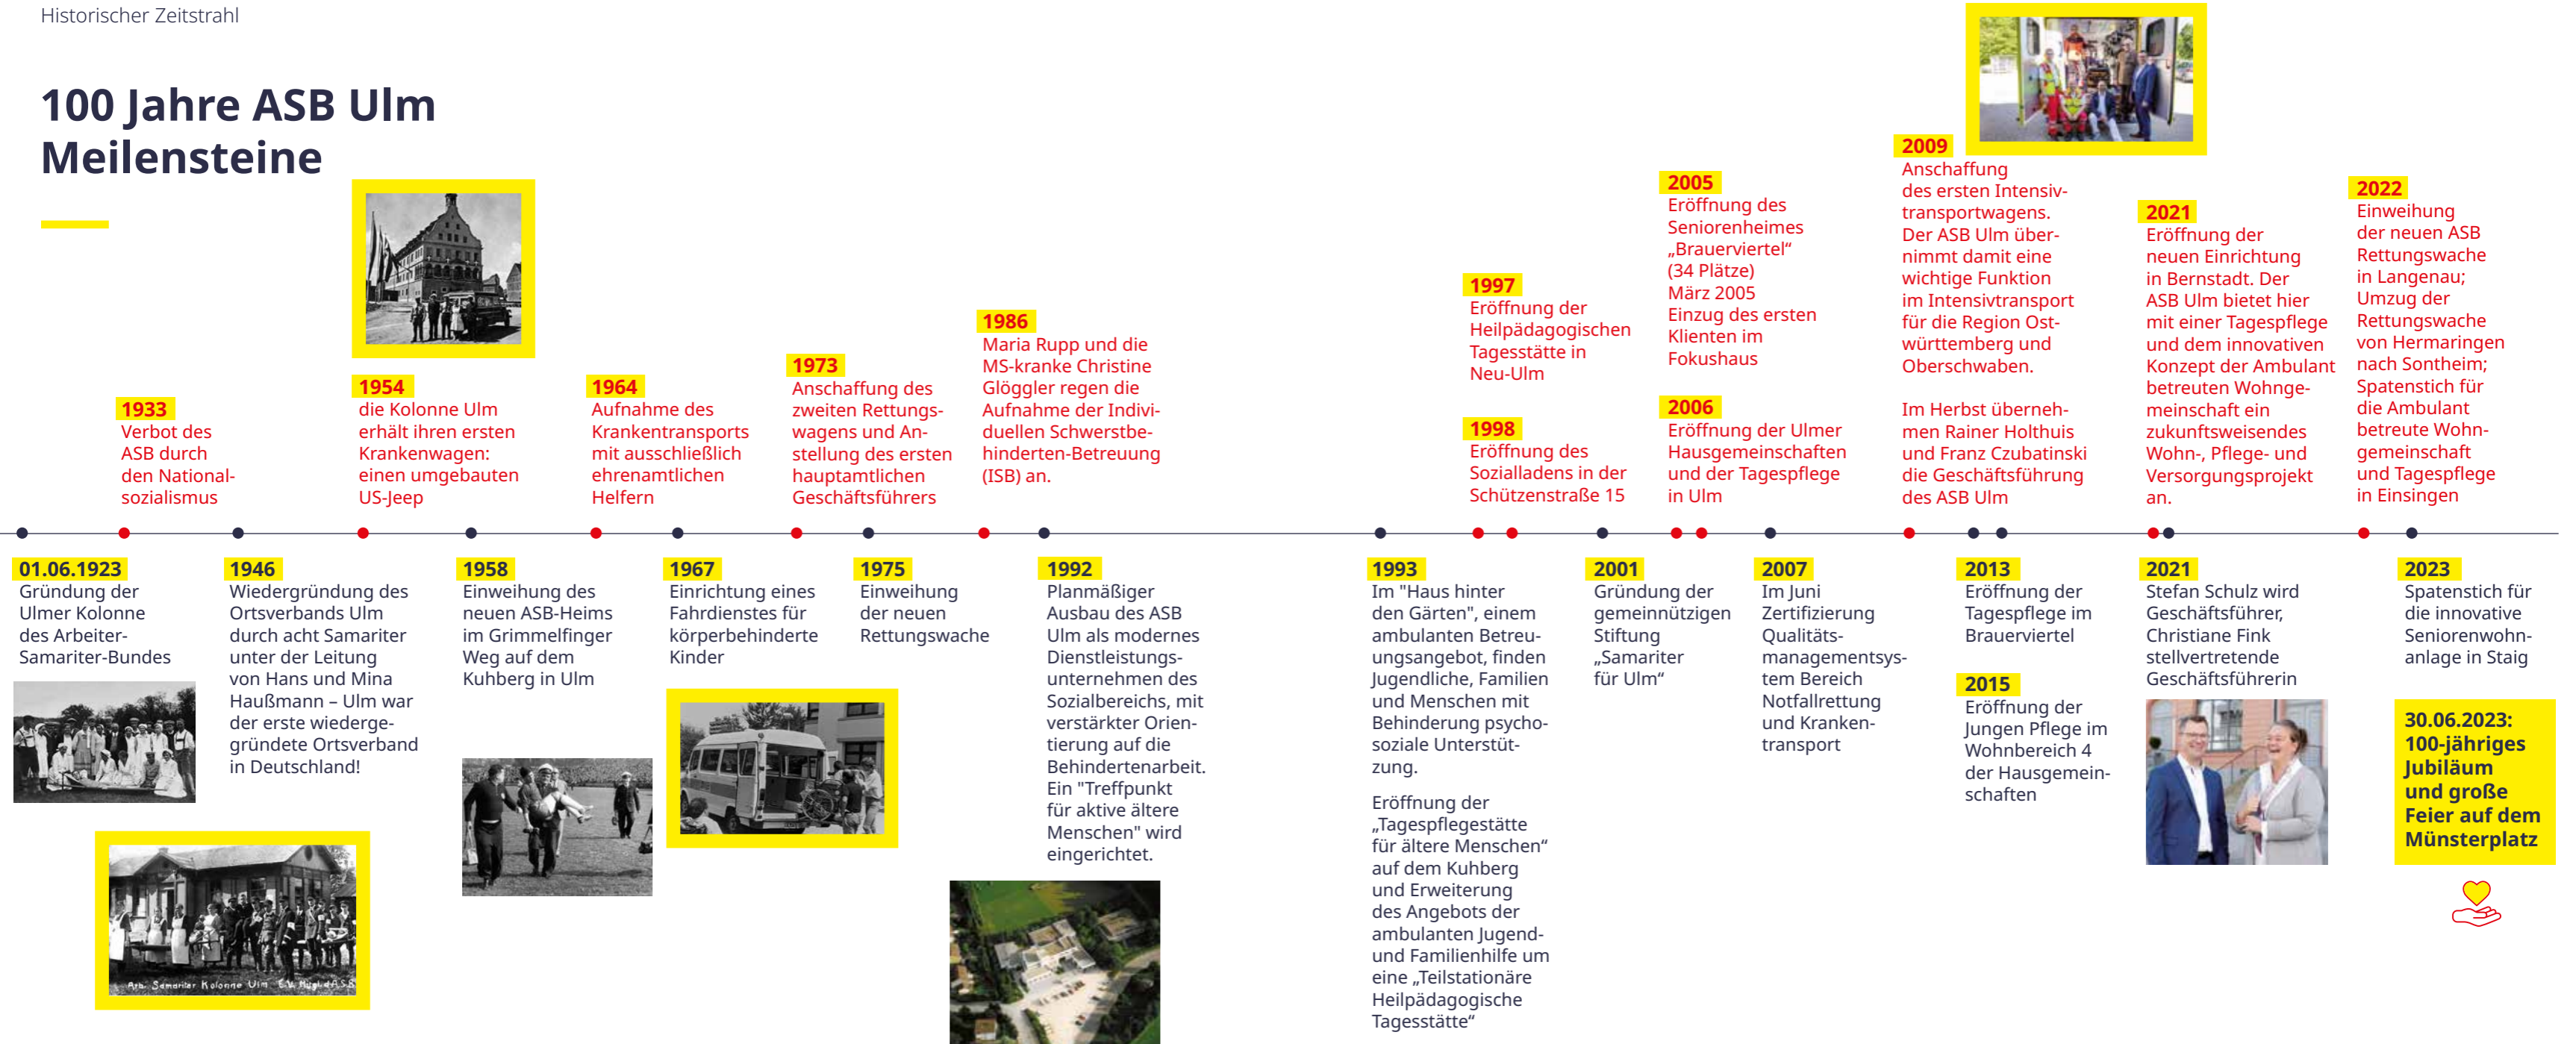 Historischer Zeitstrahl
100 Jahre ASB Ulm
Meilensteine
01.06.1923
Gründung der
Ulmer Kolonne
des Arbeiter-
Samariter-Bundes
1933
Verbot des
ASB durch
den National-
sozialismus
1946
Wiedergründung des
Ortsverbands Ulm
durch acht Samariter
unter der Leitung
von Hans und Mina
Haußmann – Ulm war
der erste wiederge-
gründete Ortsverband
in Deutschland!
Arb. Samariter Kolonne Ulm E.V. Mitgl. d A.S.B
1954
die Kolonne Ulm
erhält ihren ersten
Krankenwagen:
einen umgebauten
US-Jeep
1958
Einweihung des
neuen ASB-Heims
im Grimmelfinger
Weg auf dem
Kuhberg in Ulm
1964
Aufnahme des
Krankentransports
mit ausschließlich
ehrenamtlichen
Helfern
1967
Einrichtung eines
Fahrdienstes für
körperbehinderte
Kinder
1973
Anschaffung des
zweiten Rettungs-
wagens und An-
stellung des ersten
hauptamtlichen
Geschäftsführers
1975
Einweihung
der neuen
Rettungswache
1986
Maria Rupp und die
MS-kranke Christine
Glöggler regen die
Aufnahme der Indivi-
duellen Schwerstbe-
hinderten-Betreuung
(ISB) an.
1992
Planmäßiger
Ausbau des ASB
Ulm als modernes
Dienstleistungs-
unternehmen des
Sozialbereichs, mit
verstärkter Orien-
tierung auf die
Behindertenarbeit.
Ein "Treffpunkt
für aktive ältere
Menschen" wird
eingerichtet.
1993
Im "Haus hinter
den Gärten", einem
ambulanten Betreu-
ungsangebot, finden
Jugendliche, Familien
und Menschen mit
Behinderung psycho-
soziale Unterstüt-
zung.
Eröffnung der
„Tagespflegestätte
für ältere Menschen“
auf dem Kuhberg
und Erweiterung
des Angebots der
ambulanten Jugend-
und Familienhilfe um
eine „Teilstationäre
Heilpädagogische
Tagesstätte“
1997
Eröffnung der
Heilpädagogischen
Tagesstätte in
Neu-Ulm
1998
Eröffnung des
Sozialladens in der
Schützenstraße 15
2001
Gründung der
gemeinnützigen
Stiftung
„Samariter
für Ulm“
2005
Eröffnung des
Seniorenheimes
„Brauerviertel“
(34 Plätze)
März 2005
Einzug des ersten
Klienten im
Fokushaus
2006
Eröffnung der Ulmer
Hausgemeinschaften
und der Tagespflege
in Ulm
2007
Im Juni
Zertifizierung
Qualitäts-
managementsys-
tem Bereich
Notfallrettung
und Kranken-
transport
2009
Anschaffung
des ersten Intensiv-
transportwagens.
Der ASB Ulm über-
nimmt damit eine
wichtige Funktion
im Intensivtransport
für die Region Ost-
württemberg und
Oberschwaben.
Im Herbst überneh-
men Rainer Holthuis
und Franz Czubatinski
die Geschäftsführung
des ASB Ulm
2013
Eröffnung der
Tagespflege im
Brauerviertel
2015
Eröffnung der
Jungen Pflege im
Wohnbereich 4
der Hausgemein-
schaften
2021
Eröffnung der
neuen Einrichtung
in Bernstadt. Der
ASB Ulm bietet hier
mit einer Tagespflege
und dem innovativen
Konzept der Ambulant
betreuten Wohnge-
meinschaft ein
zukunftsweisendes
Wohn-, Pflege- und
Versorgungsprojekt
an.
2021
Stefan Schulz wird
Geschäftsführer,
Christiane Fink
stellvertretende
Geschäftsführerin
2022
Einweihung
der neuen ASB
Rettungswache
in Langenau;
Umzug der
Rettungswache
von Hermaringen
nach Sontheim;
Spatenstich für
die Ambulant
betreute Wohn-
gemeinschaft
und Tagespflege
in Einsingen
2023
Spatenstich für
die innovative
Seniorenwohn-
anlage in Staig
30.06.2023:
100-jähriges
Jubiläum
und große
Feier auf dem
Münsterplatz